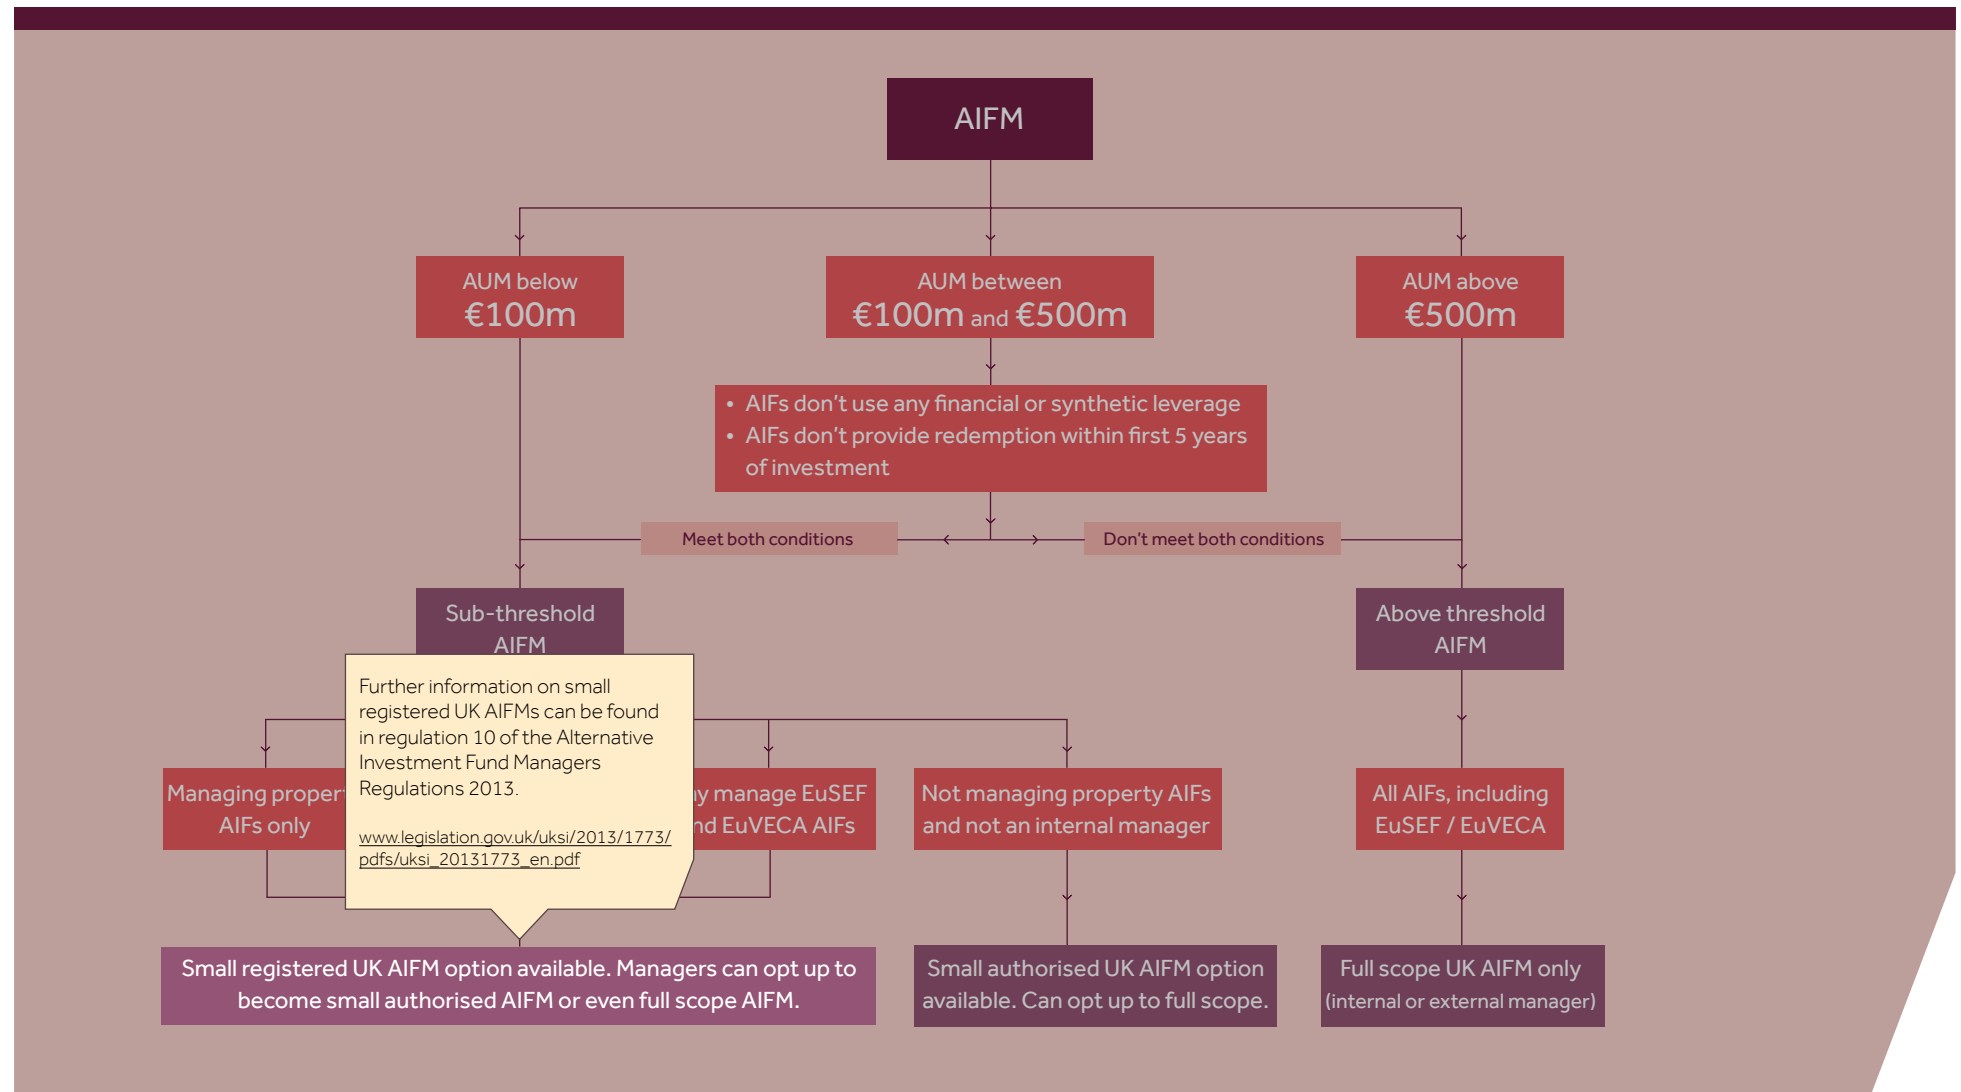 AIFM
AUM below
€100m
AUM between
€100m and €500m
AUM above
€500m
• AIFs don't use any financial or synthetic leverage
• AIFs don't provide redemption within first 5 years
of investment
Meet both conditions
Don't meet both conditions
Sub-threshold
AIFM
Above threshold
AIFM
Further information on small
registered UK AIFMs can be found
in regulation 10 of the Alternative
Investment Fund Managers
Regulations 2013.
www.legislation.gov.uk/uksi/2013/1773/
pdfs/uksi_20131773_en.pdf
Managing
AIFs only
manage EuSEF
EuVECA AIFs
Not managing property AIFs
and not an internal manager
All AIFs, including
EuSEF / EuVECA
Small registered UK AIFM option available. Managers can opt up to
become small authorised AIFM or even full scope AIFM.
Small authorised UK AIFM option
available. Can opt up to full scope.
Full scope UK AIFM only
(internal or external manager)